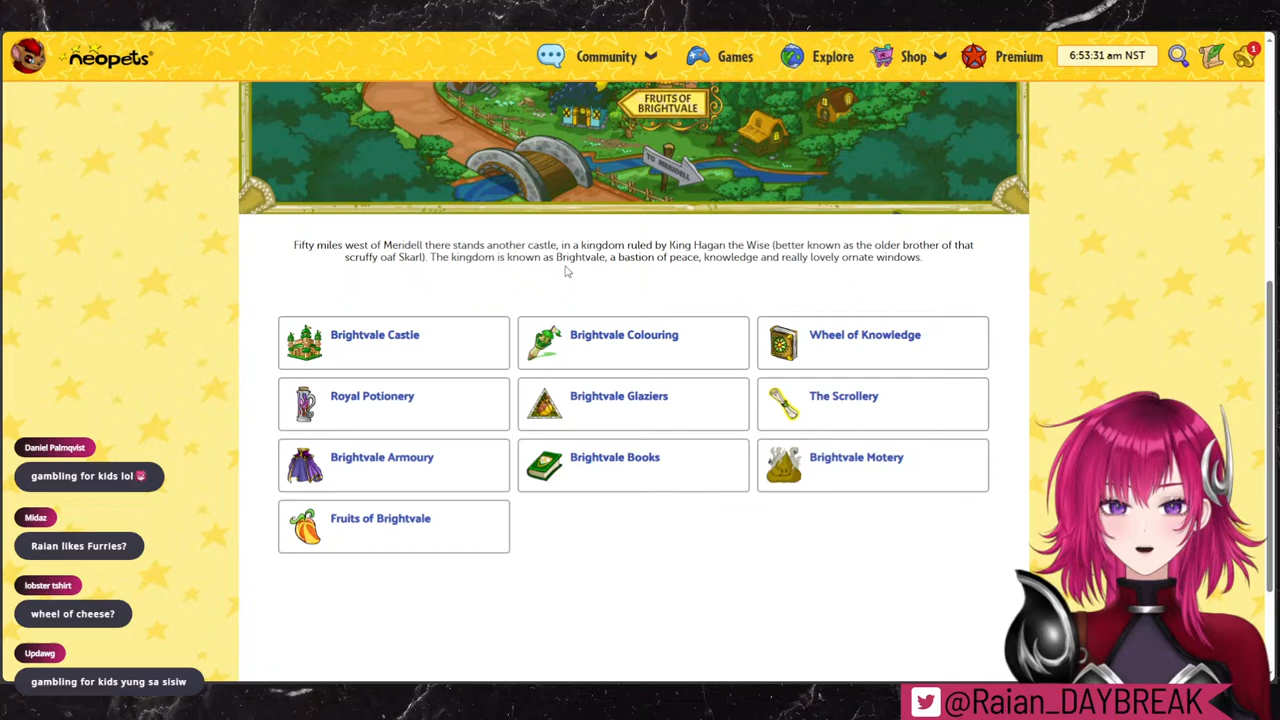 neopets
Community
Games
Explore
Shop
Premium
6:53:31 am NST
1
FRUITS OF
BRIGHTVALE
TO MERIDELL
Fifty miles west of Meridell there stands another castle, in a kingdom ruled by King Hagan the Wise (better known as the older brother of that
scruffy oaf Skarl). The kingdom is known as Brightvale, a bastion of peace, knowledge and really lovely ornate windows.
Brightvale Castle
Brightvale Colouring
Wheel of Knowledge
Royal Potionery
Brightvale Glaziers
The Scrollery
Brightvale Armoury
Brightvale Books
Brightvale Motery
Fruits of Brightvale
Daniel Palmqvist
gambling for kids lol
Midaz
Raian likes Furries?
lobster tshirt
wheel of cheese?
Updawg
gambling for kids yung sa sisiw
@Raian_DAYBREAK